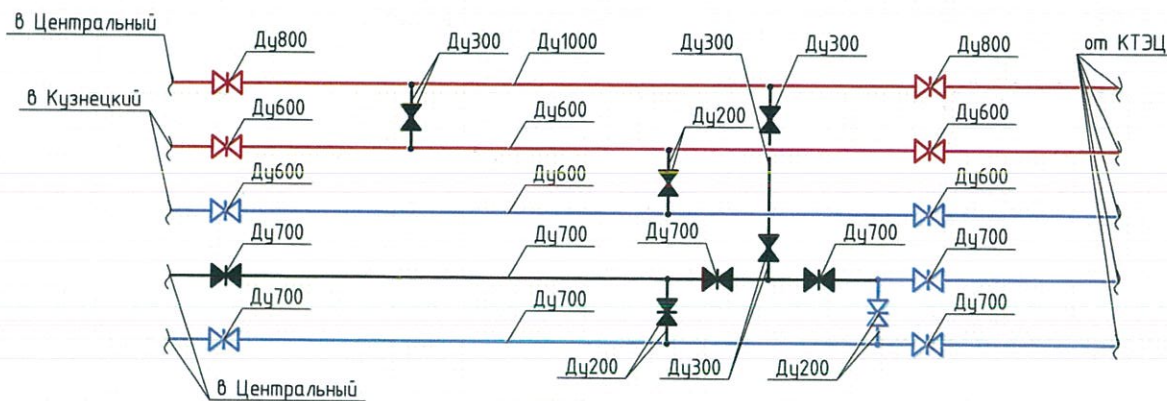 в Центральный
Ду800
Ду300
Ду1000
Ду300
Ду300
Ду800
от КТЭЦ
в Кузнецкий
Ду600
Ду600
Ду200
Ду600
Ду600
Ду600
Ду600
Ду700
Ду700
Ду700
Ду700
Ду700
Ду700
Ду700
Ду700
Ду200
Ду300
Ду200
в Центральный